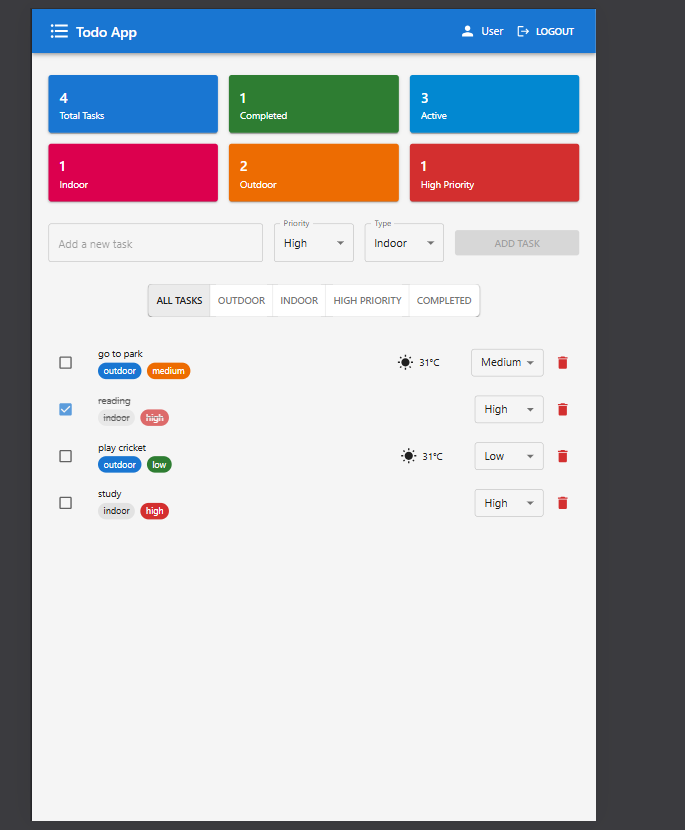 Todo App User LOGOUT
4 1 3
Total Tasks Completed Active
1 2 1
Indoor Outdoor High Priority
Priority Type
Add a new task High Indoor ADD TASK
ALL TASKS OUTDOOR INDOOR HIGH PRIORITY COMPLETED
go to park
31°C Medium
outdoor medium
reading
High
indoor high
play cricket
31°C Low
outdoor low
study
High
indoor high